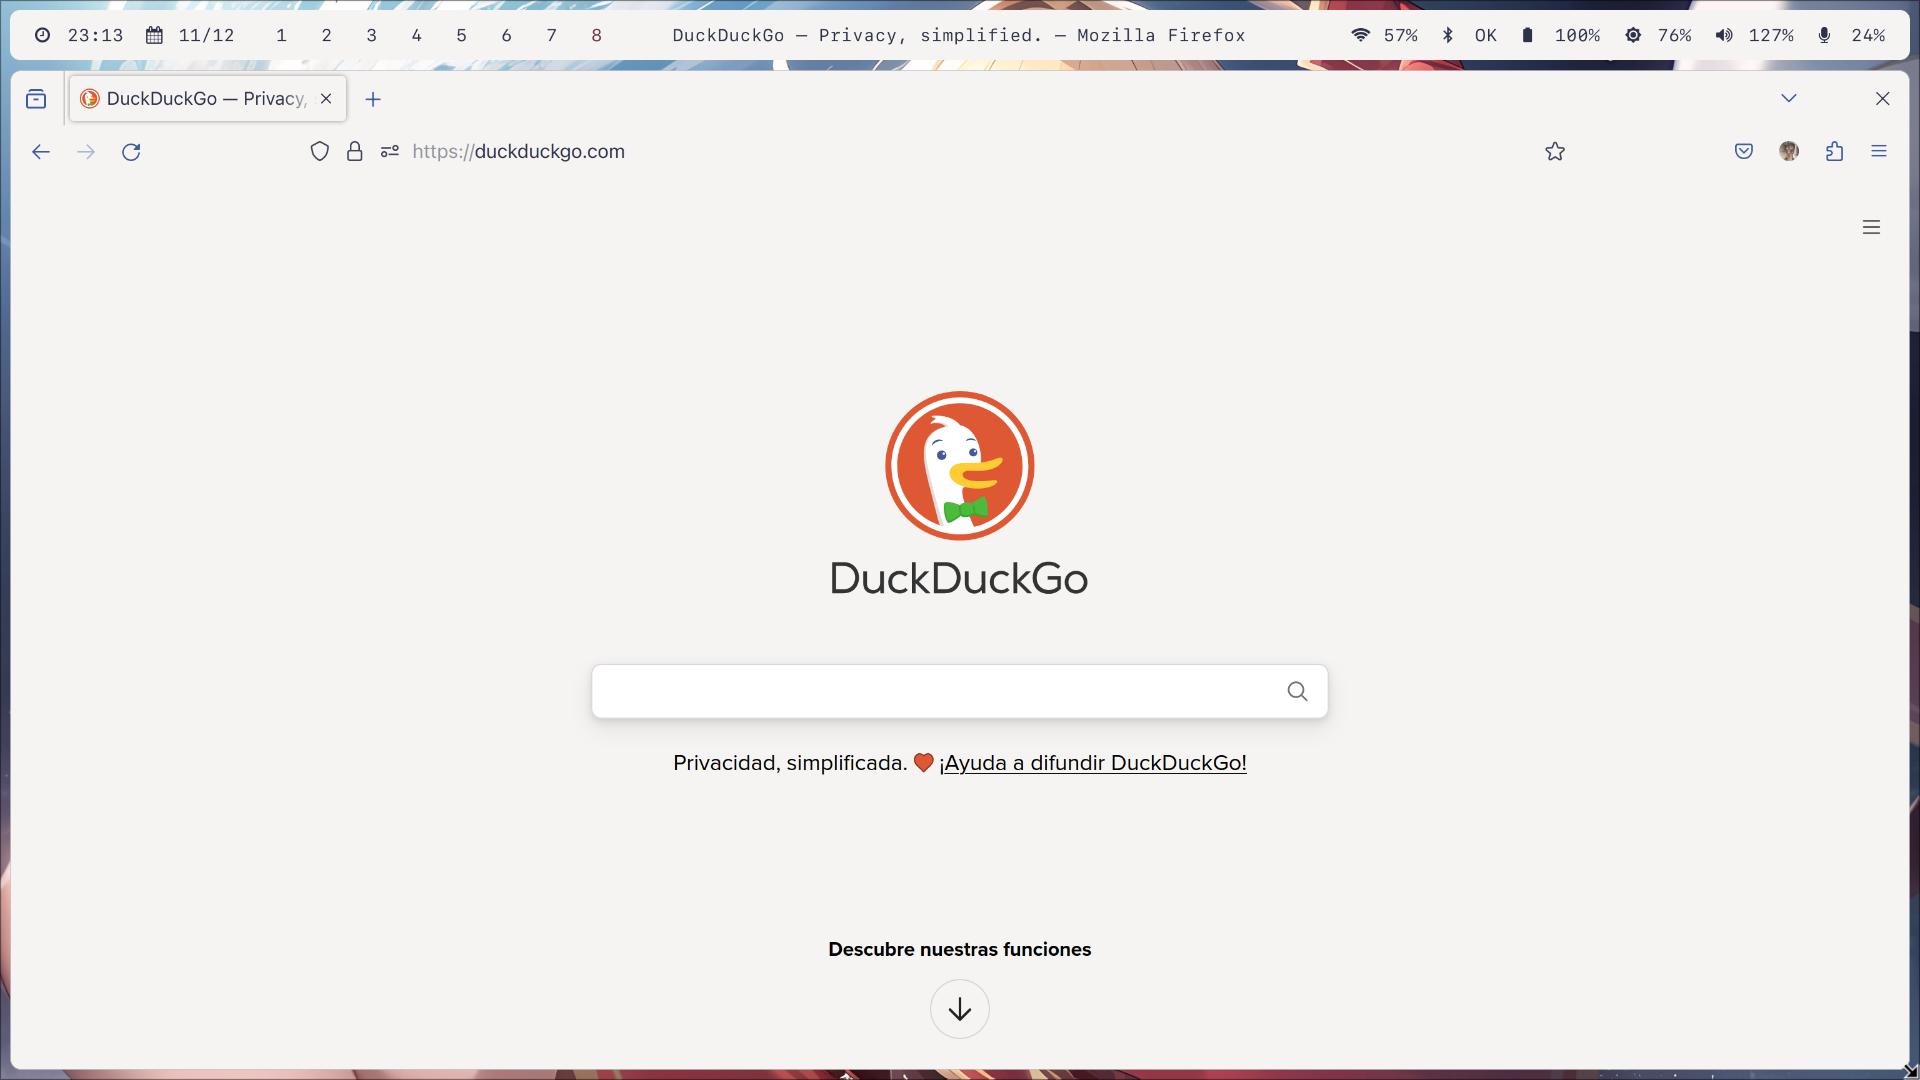 23:13 11/12 1 2 3 4 5 6 7 8 DuckDuckGo — Privacy, simplified. — Mozilla Firefox 57% OK 100% 76% 127% 24%
DuckDuckGo — Privacy,
https://duckduckgo.com
DuckDuckGo
Privacidad, simplificada. ¡Ayuda a difundir DuckDuckGo!
Descubre nuestras funciones